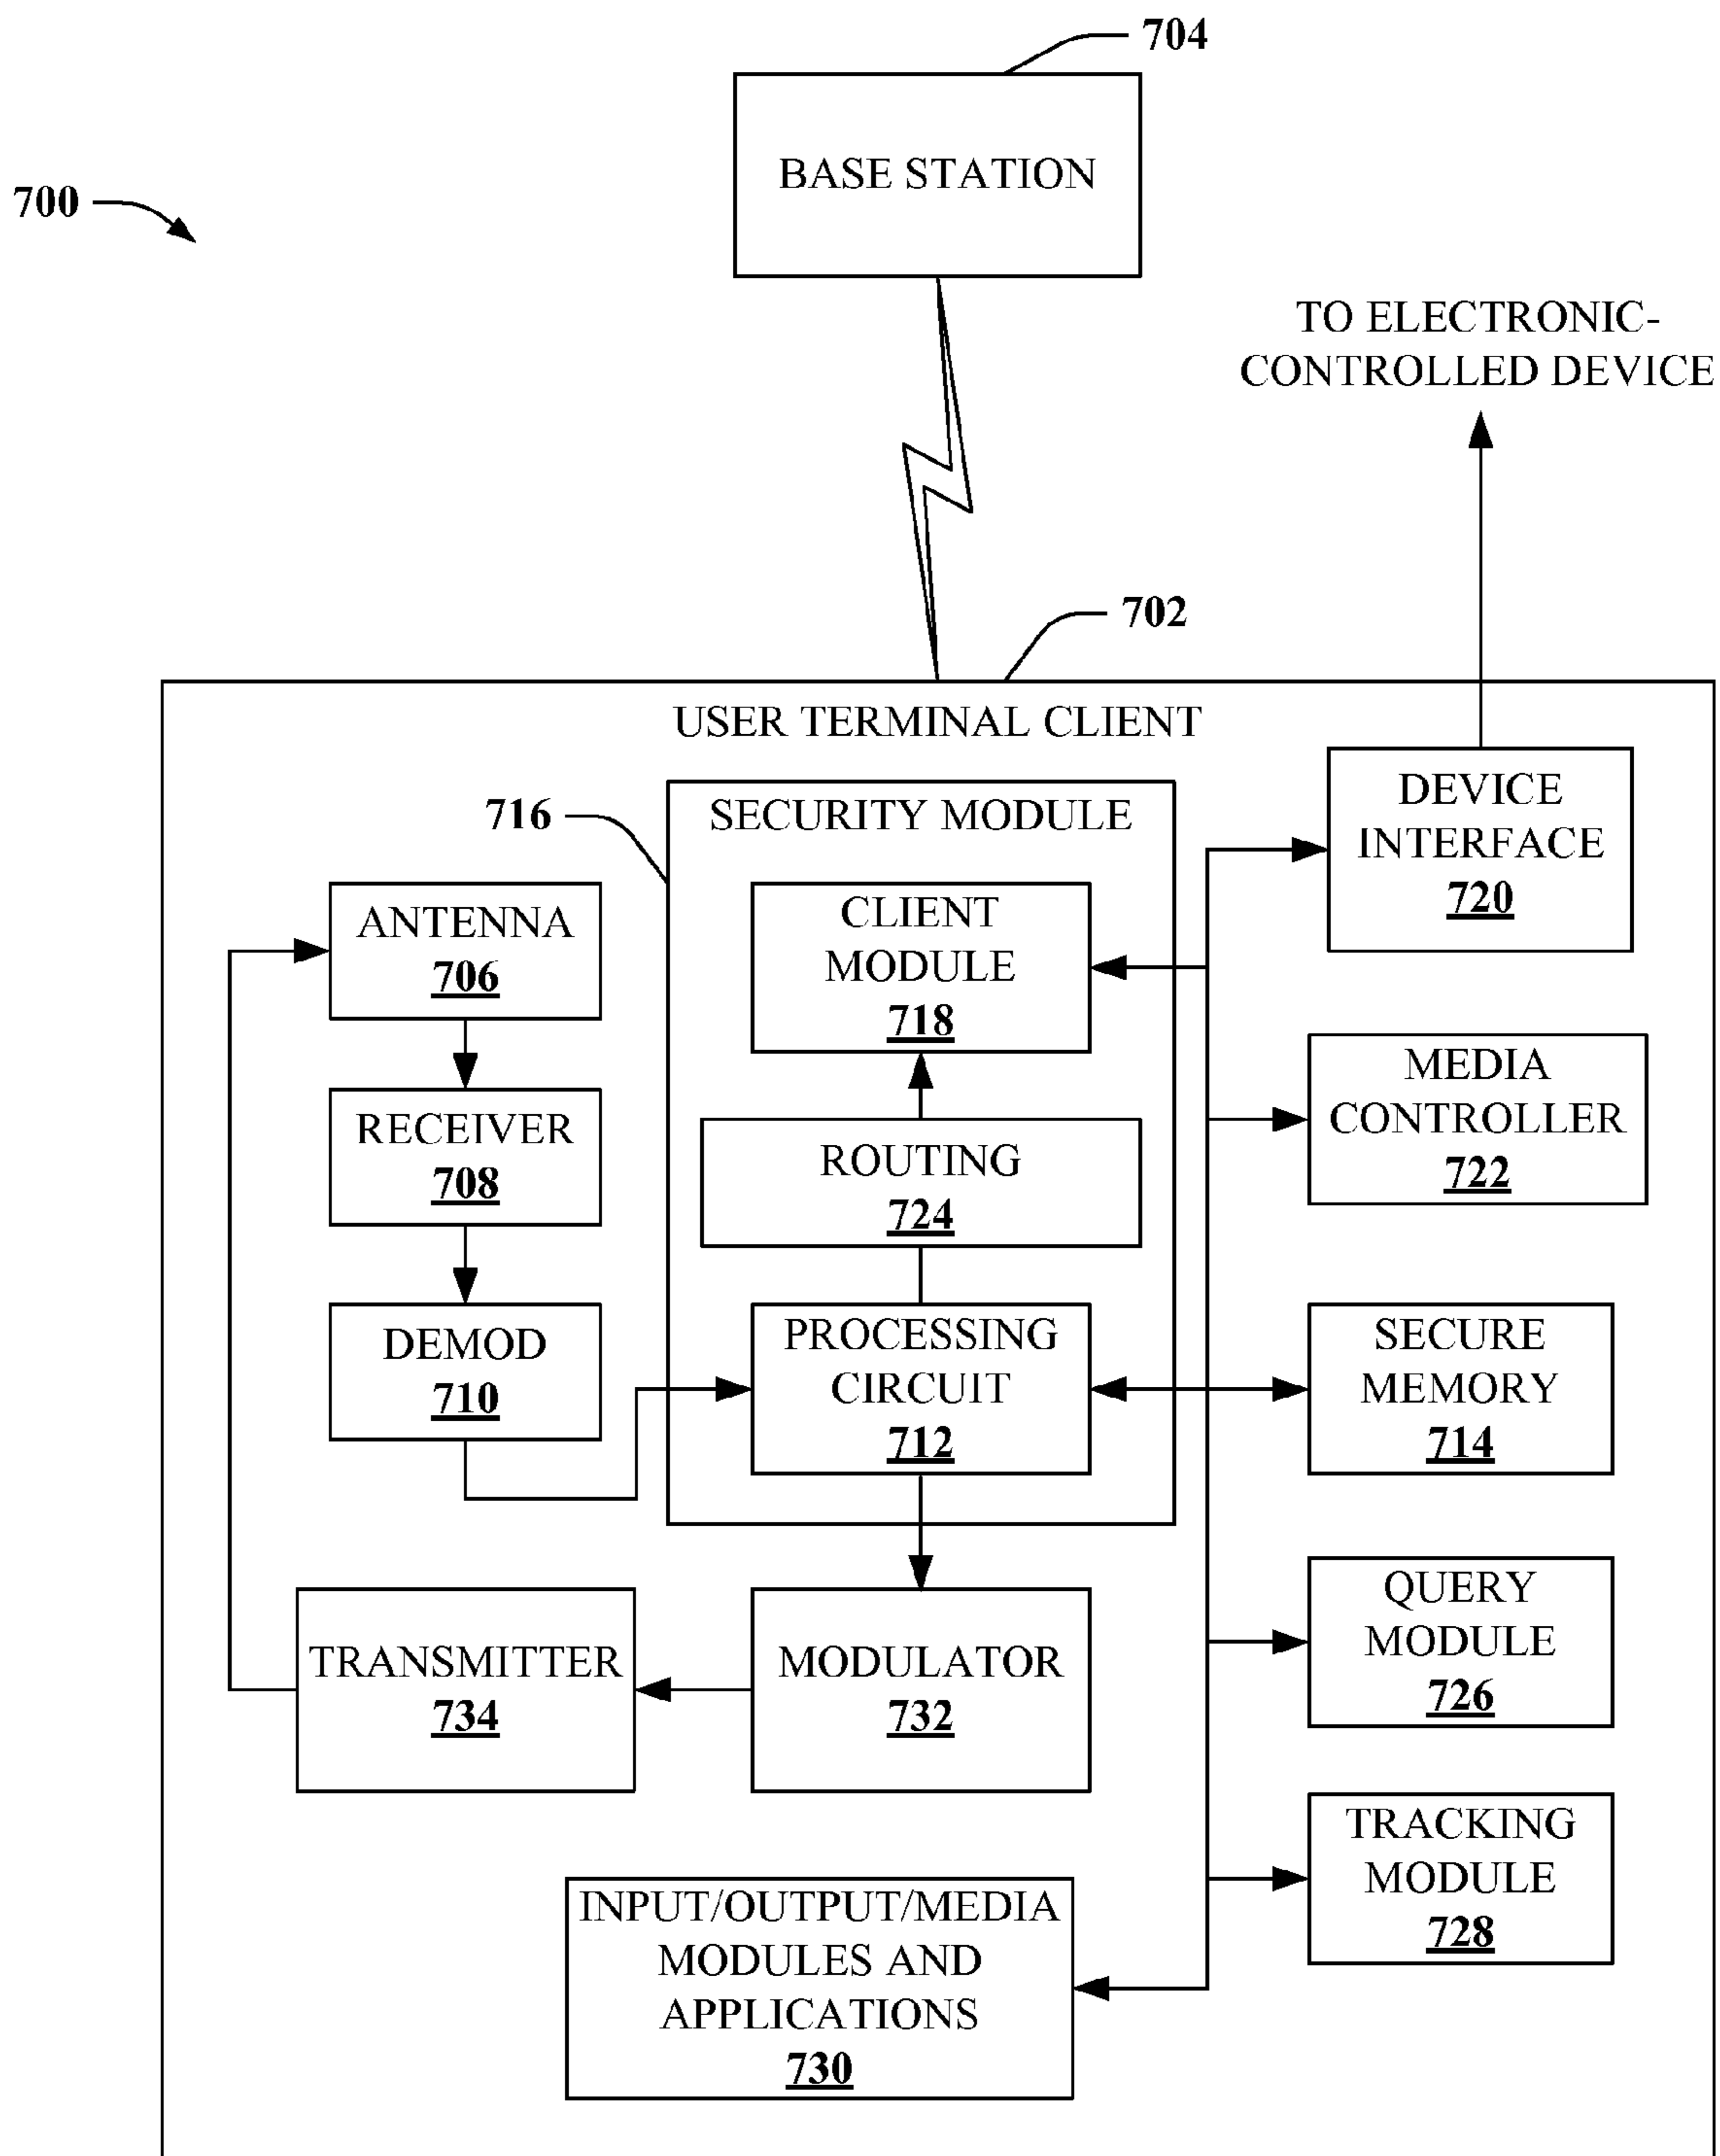 704
BASE STATION
700
TO ELECTRONIC-
CONTROLLED DEVICE
702
USER TERMINAL CLIENT
716
SECURITY MODULE
DEVICE
INTERFACE
720
ANTENNA
706
CLIENT
MODULE
718
RECEIVER
708
ROUTING
724
MEDIA
CONTROLLER
722
DEMOD
710
PROCESSING
CIRCUIT
712
SECURE
MEMORY
714
TRANSMITTER
734
MODULATOR
732
QUERY
MODULE
726
TRACKING
MODULE
728
INPUT/OUTPUT/MEDIA
MODULES AND
APPLICATIONS
730